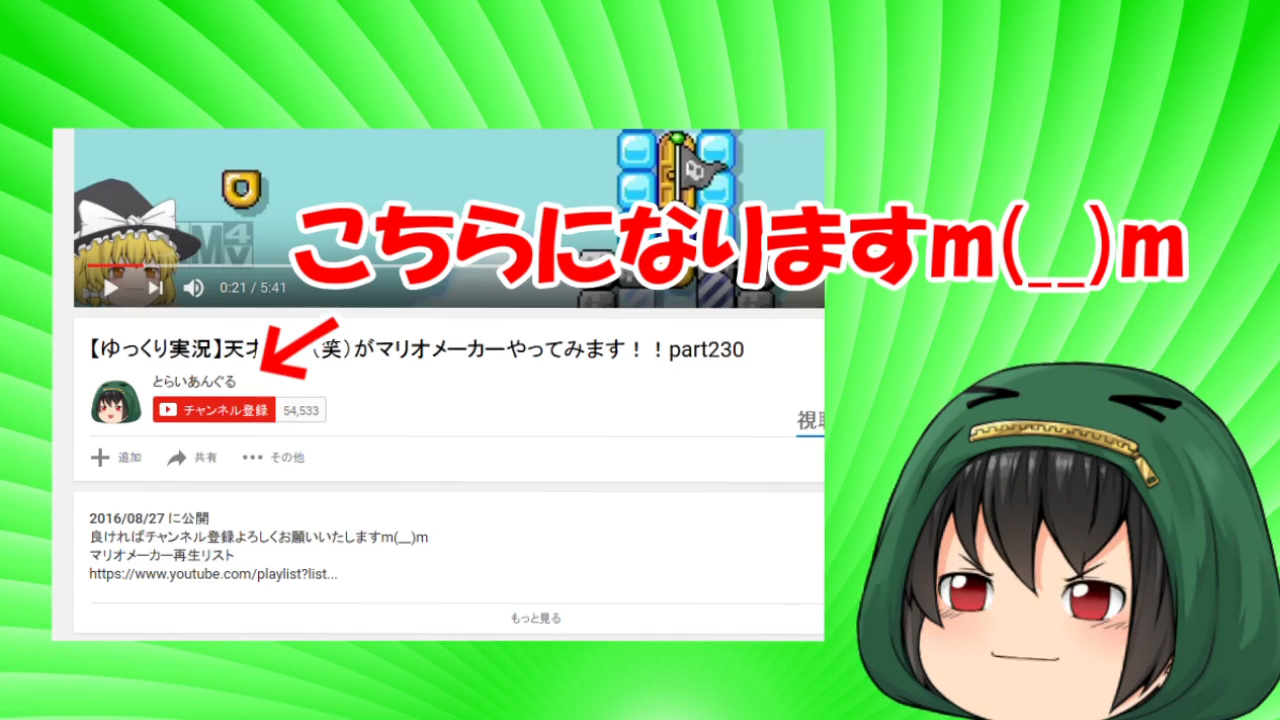 こちらになりますm(__)m
0:21 / 5:41
【ゆっくり実況】天才（笑）がマリオメーカーやってみます！！part230
とらいあんぐる
チャンネル登録 54,533
視聴
追加 共有 その他
2016/08/27 に公開
良ければチャンネル登録よろしくお願いいたしますm(__)m
マリオメーカー再生リスト
https://www.youtube.com/playlist?list...
もっと見る